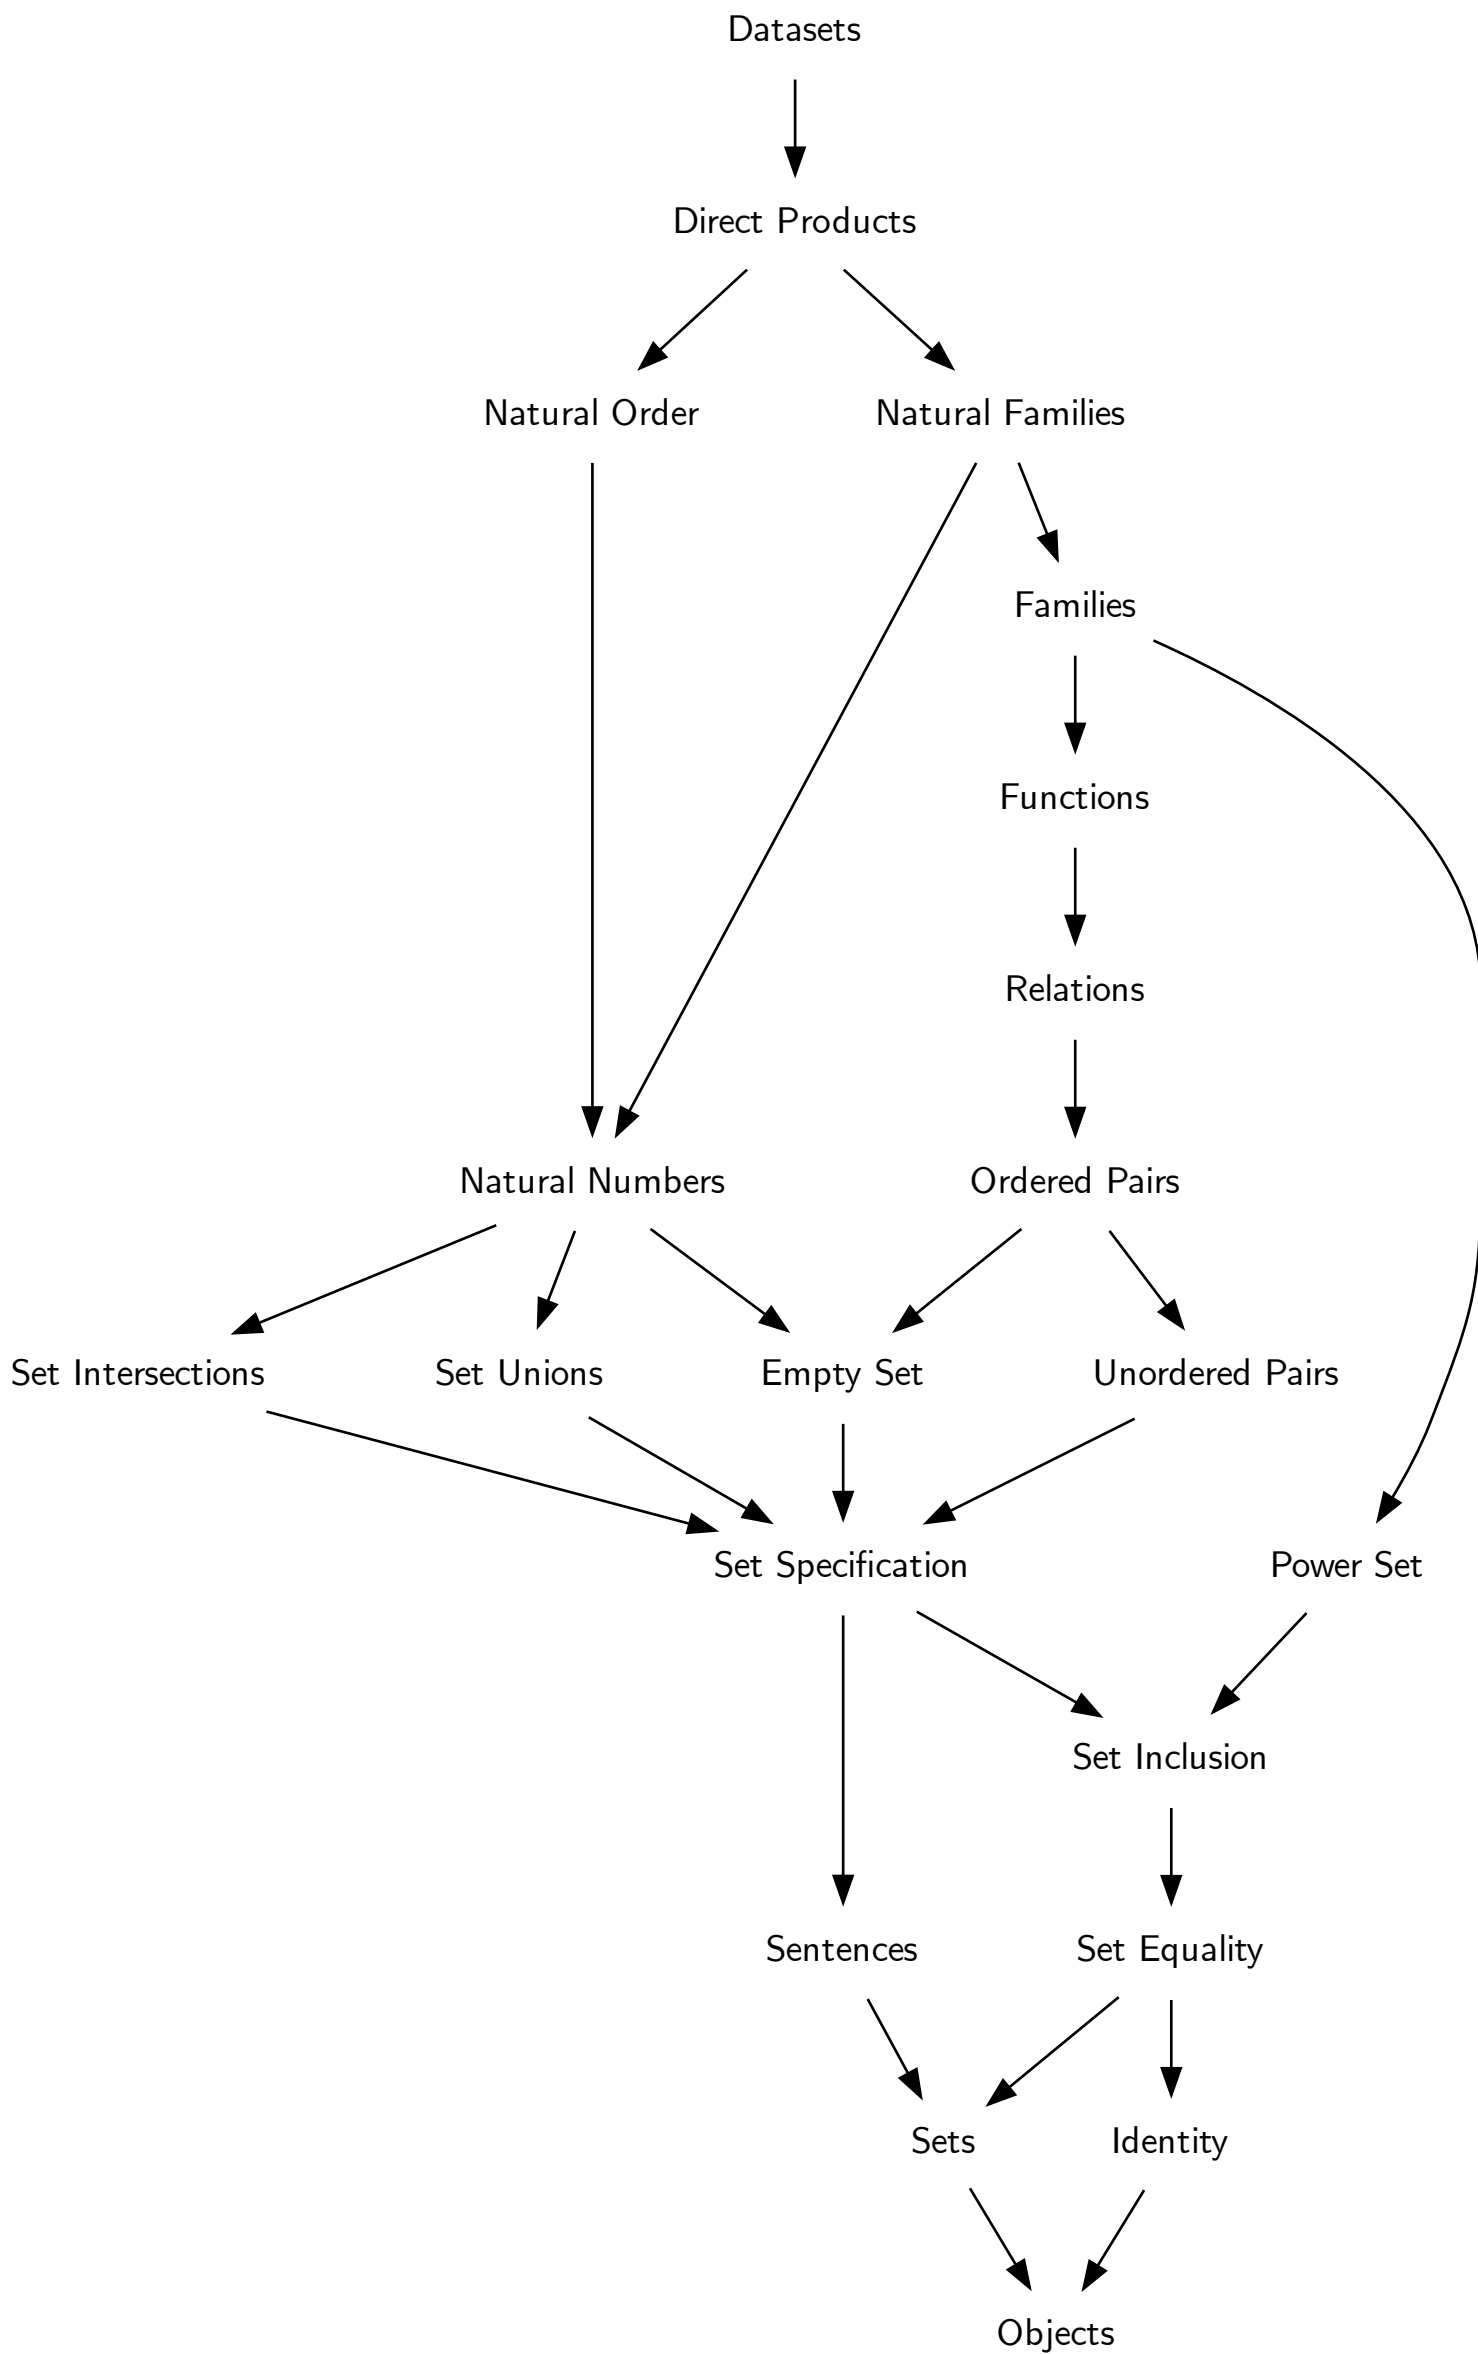 Datasets
Direct Products
Natural Order
Natural Families
Families
Functions
Relations
Natural Numbers
Ordered Pairs
Set Intersections
Set Unions
Empty Set
Unordered Pairs
Set Specification
Power Set
Set Inclusion
Sentences
Set Equality
Sets
Identity
Objects